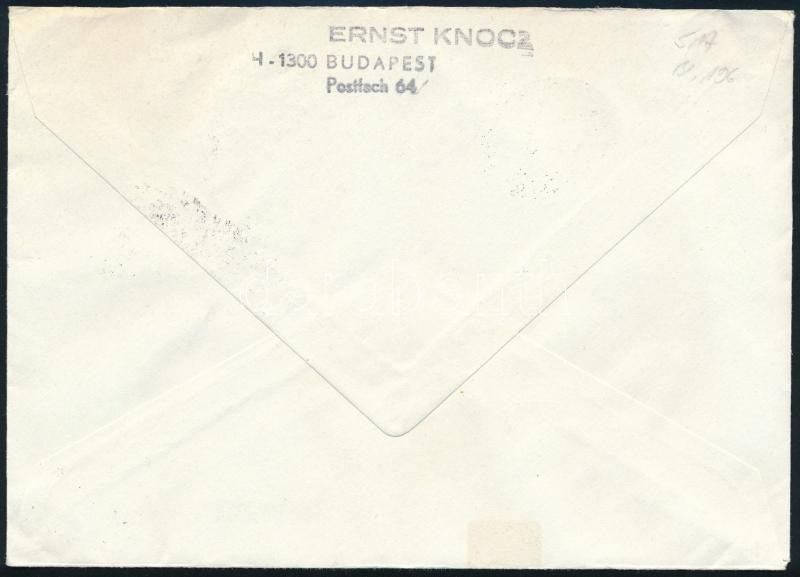 ERNST KNOCZ
H-1300 BUDAPEST
Postfach 64/